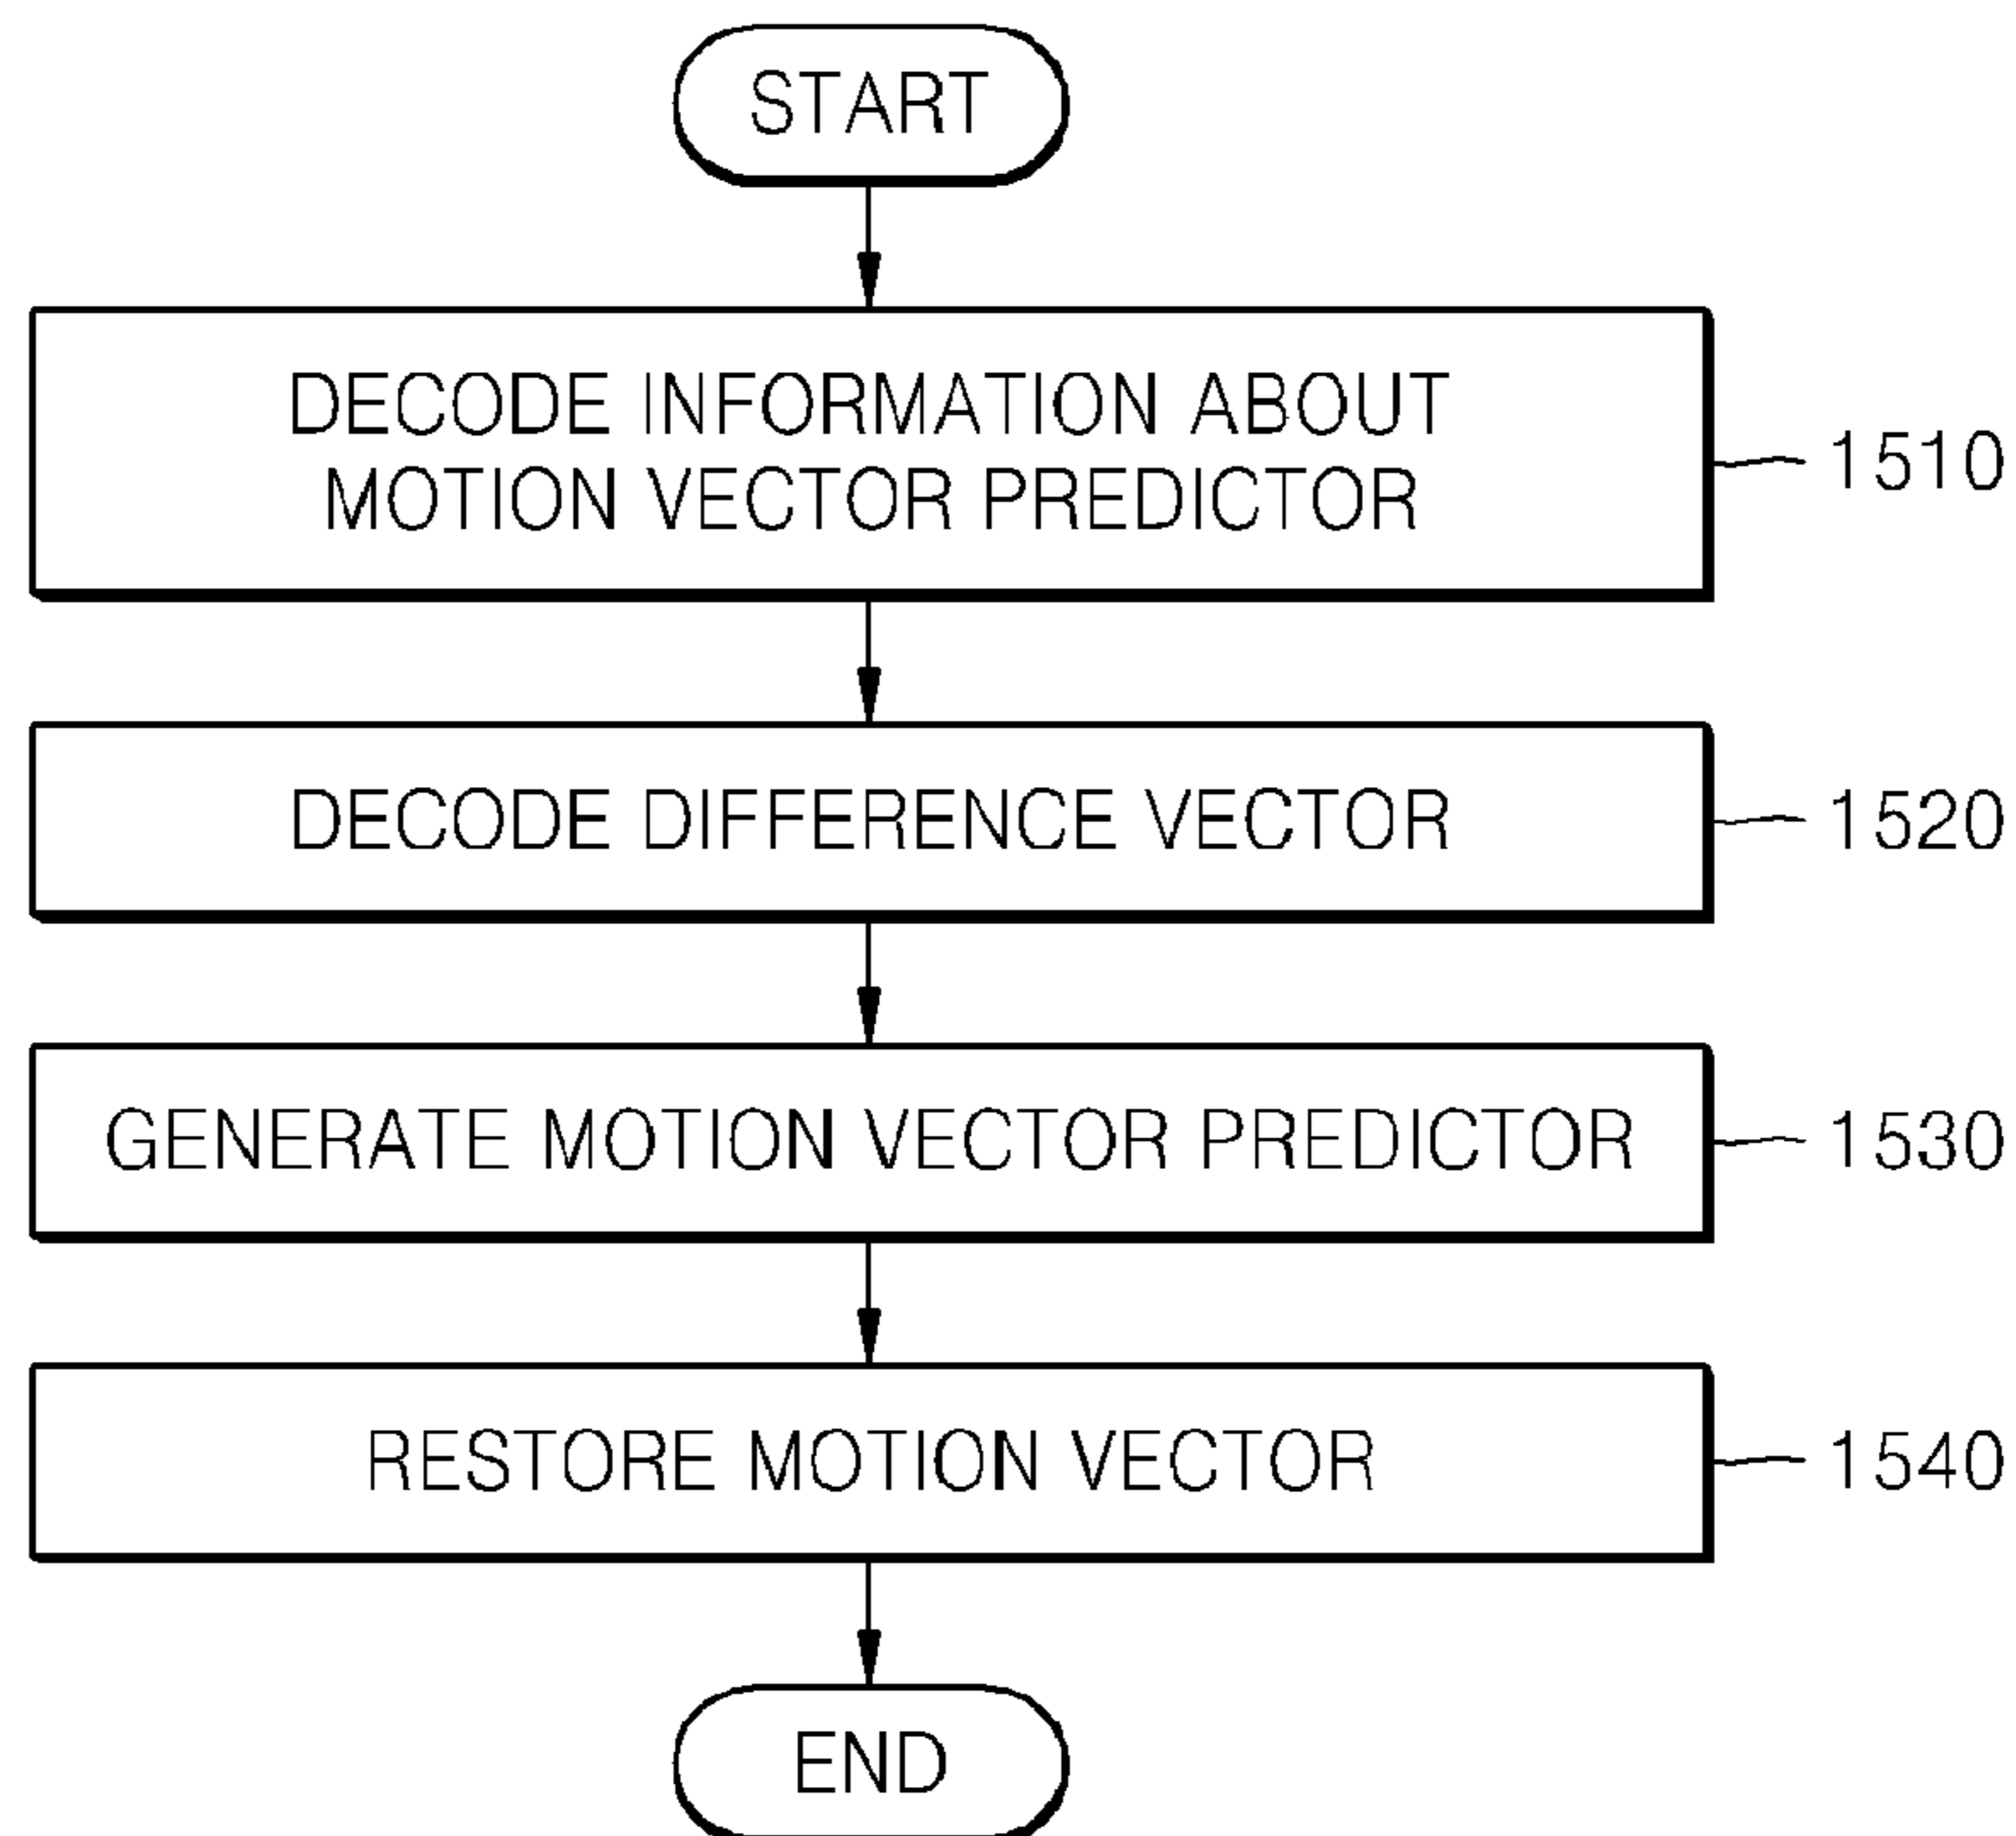 START
DECODE INFORMATION ABOUT
MOTION VECTOR PREDICTOR
1510
DECODE DIFFERENCE VECTOR
1520
GENERATE MOTION VECTOR PREDICTOR
1530
RESTORE MOTION VECTOR
1540
END